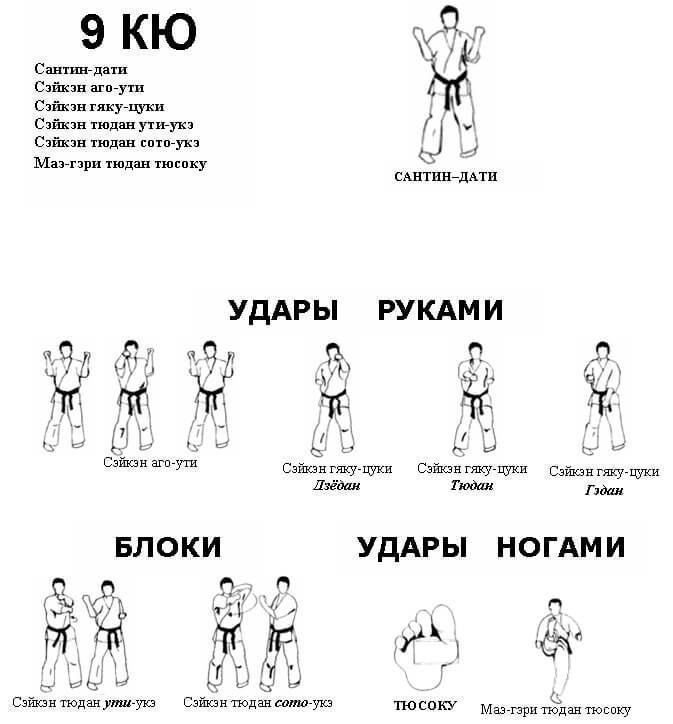 9 КЮ
Сантин-дати
Сэйкэн аго-ути
Сэйкэн гяку-цуки
Сэйкэн тюдан ути-укэ
Сэйкэн тюдан сото-укэ
Маэ-гэри тюдан тюсоку
САНТИН–ДАТИ
УДАРЫ РУКАМИ
Сэйкэн аго-ути
Сэйкэн гяку-цуки
Дзёдан
Сэйкэн гяку-цуки
Тюдан
Сэйкэн гяку-цуки
Гэдан
БЛОКИ
УДАРЫ НОГАМИ
Сэйкэн тюдан ути-укэ
Сэйкэн тюдан сото-укэ
ТЮСОКУ
Маэ-гэри тюдан тюсоку